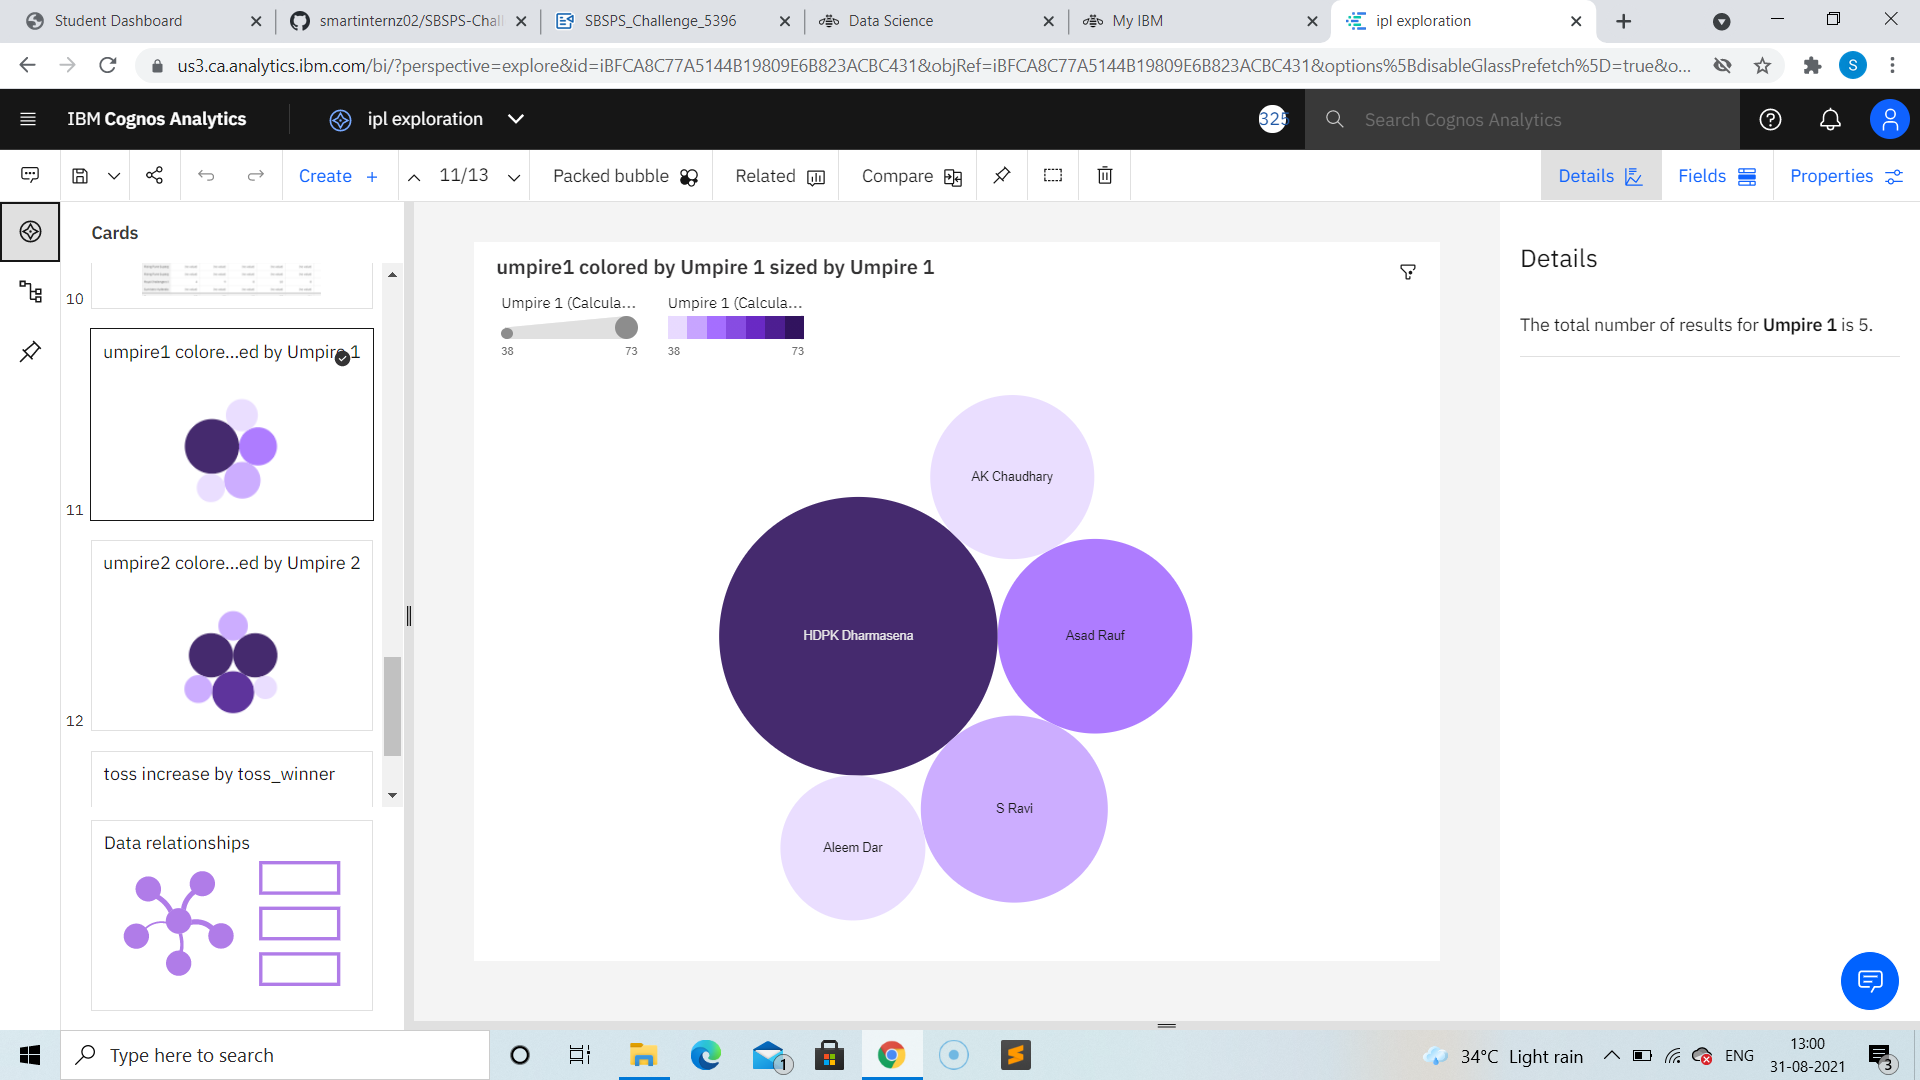 Student Dashboard
smartinternz02/SBSPS-Chall
SBSPS_Challenge_5396
Data Science
My IBM
ipl exploration
us3.ca.analytics.ibm.com/bi/?perspective=explore&id=iBFCA8C77A5144B19809E6B823ACBC431&objRef=iBFCA8C77A5144B19809E6B823ACBC431&options%5BdisableGlassPrefetch%5D=true&o...
S
IBM Cognos Analytics
ipl exploration
325
Search Cognos Analytics
Create +
11/13
Packed bubble
Related
Compare
Details
Fields
Properties
Cards
10
umpire1 colore...ed by Umpire 1
11
umpire2 colore...ed by Umpire 2
12
toss increase by toss_winner
Data relationships
umpire1 colored by Umpire 1 sized by Umpire 1
Umpire 1 (Calcula...
Umpire 1 (Calcula...
38 73
38 73
AK Chaudhary
HDPK Dharmasena
Asad Rauf
S Ravi
Aleem Dar
Details
The total number of results for Umpire 1 is 5.
Type here to search
1
34°C Light rain
ENG
13:00
31-08-2021
3